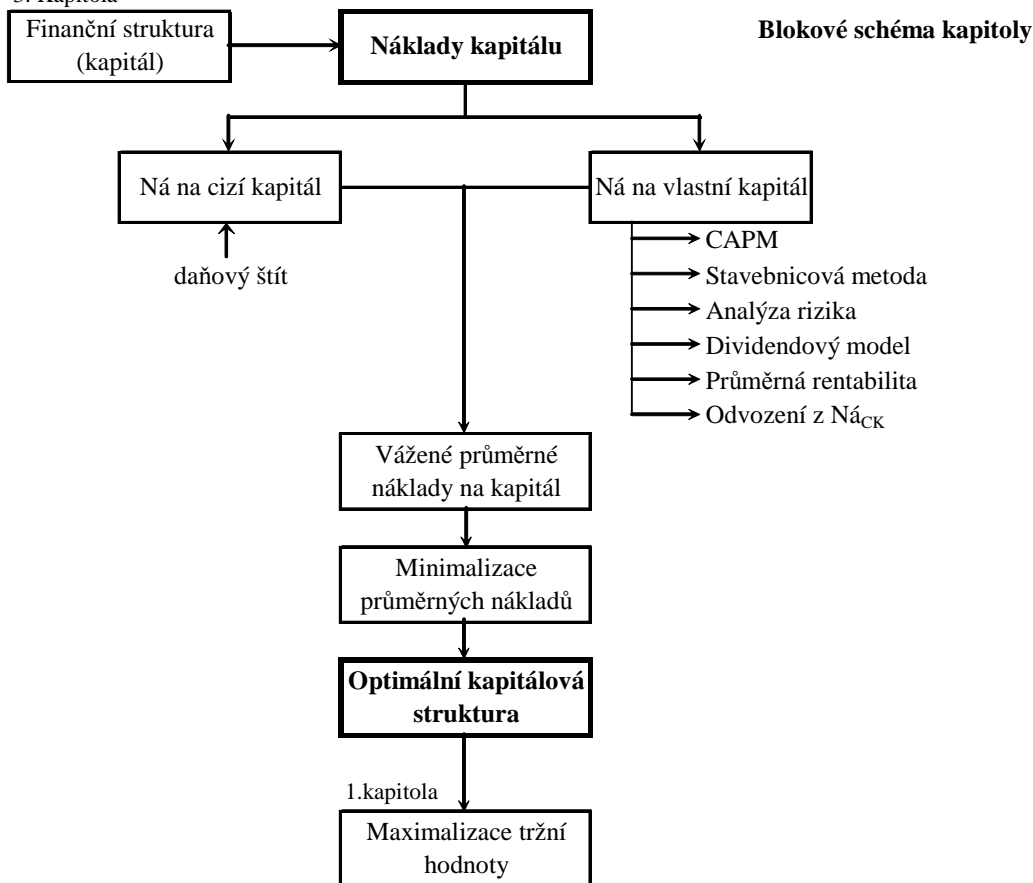 Finanční struktura
(kapitál)
Náklady kapitálu
Blokové schéma kapitoly
Ná na cizí kapitál
Ná na vlastní kapitál
daňový štít
CAPM
Stavebnicová metoda
Analýza rizika
Dividendový model
Průměrná rentabilita
Odvození z Ná_CK
Vážené průměrné
náklady na kapitál
Minimalizace
průměrných nákladů
Optimální kapitálová
struktura
1.kapitola
Maximalizace tržní
hodnoty